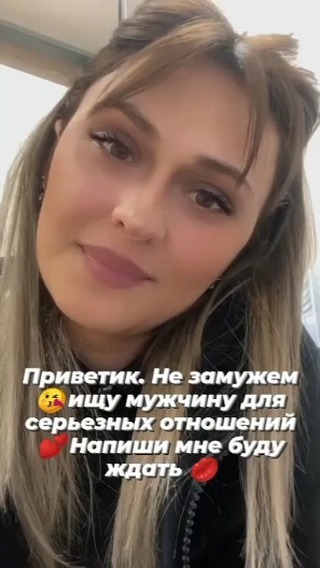 Приветик. Не замужем
😘ищу мужчину для
серьезных отношений
💕Напиши мне буду
ждать 💋